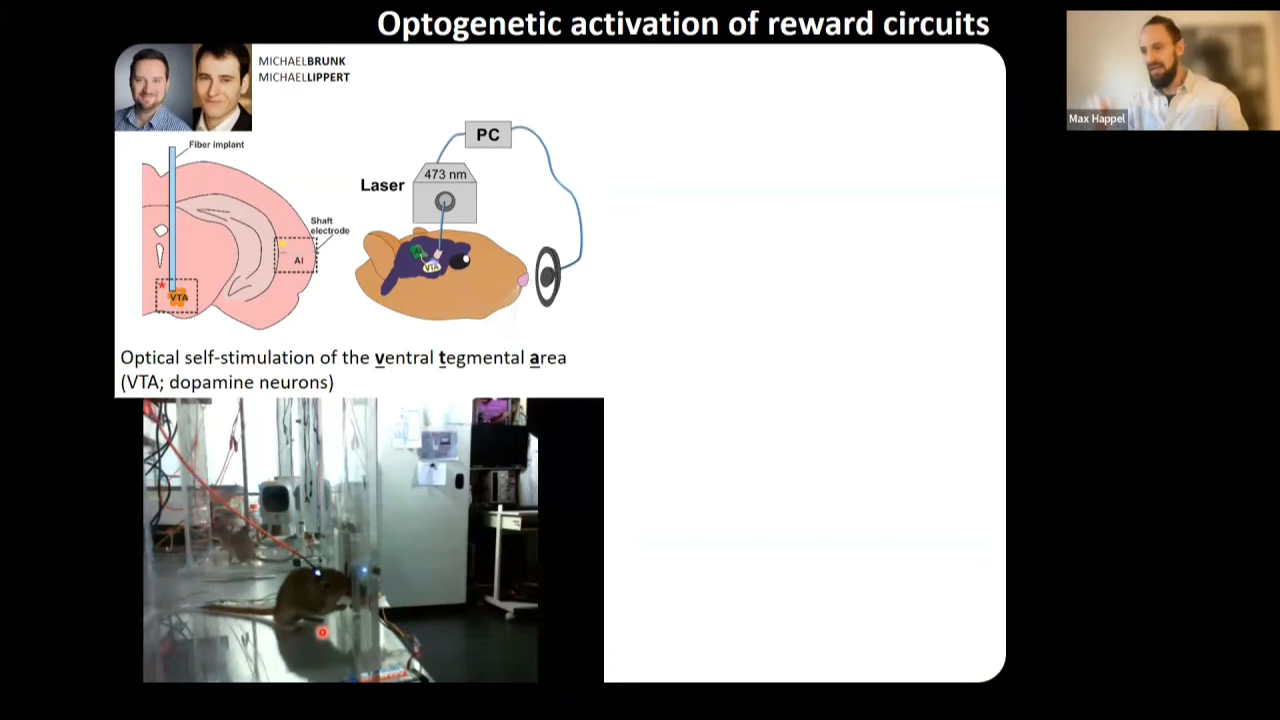 Optogenetic activation of reward circuits
MICHAELBRUNK
MICHAELLIPPERT
Max Happel
Fiber implant
Shaft
electrode
AI
VTA
PC
473 nm
Laser
VTA
Optical self-stimulation of the ventral tegmental area
(VTA; dopamine neurons)